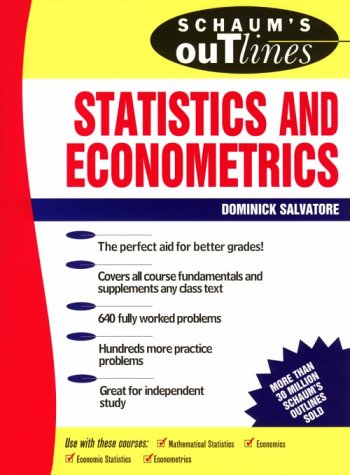 SCHAUM'S
ouTlines
STATISTICS AND
ECONOMETRICS
DOMINICK SALVATORE
The perfect aid for better grades!
Covers all course fundamentals and
supplements any class text
640 fully worked problems
Hundreds more practice
problems
Great for independent
study
MORE THAN
30 MILLION
SCHAUM'S
OUTLINES
SOLD
Use with these courses: Mathematical Statistics Economics
Economic Statistics Econometrics